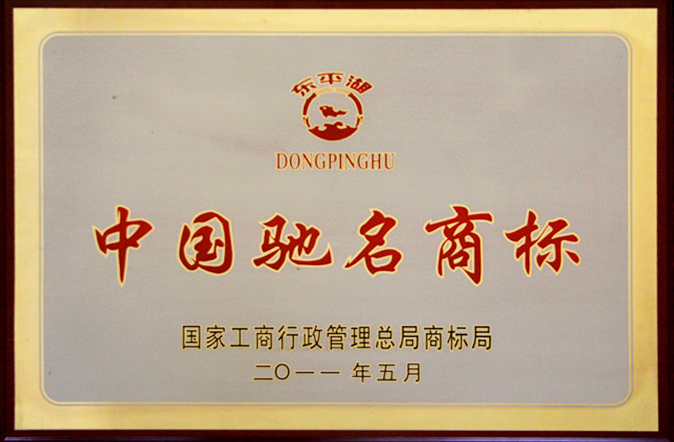 东平湖
DONGPINGHU
中国驰名商标
国家工商行政管理总局商标局
二〇一一年五月